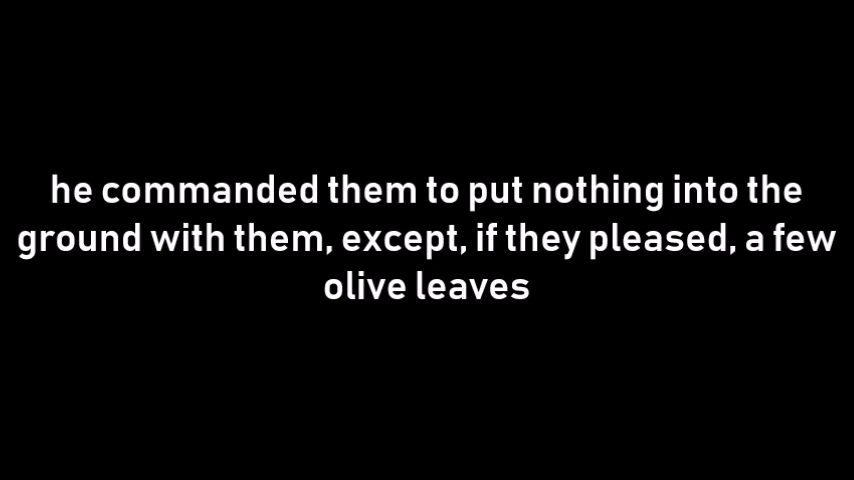 he commanded them to put nothing into the
ground with them, except, if they pleased, a few
olive leaves